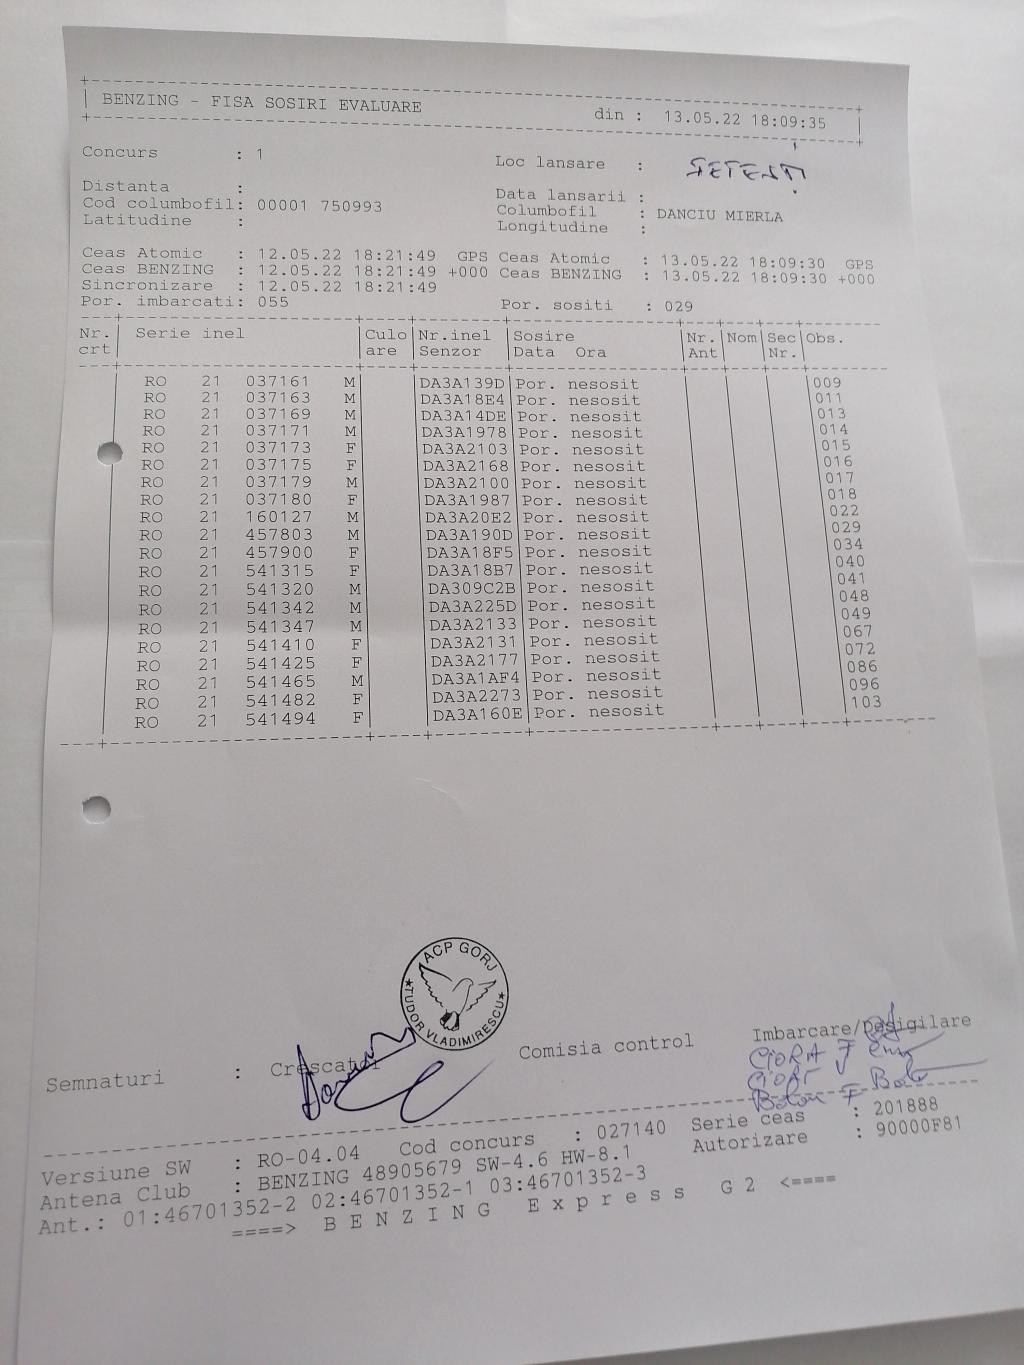 BENZING - FISA SOSIRI EVALUARE din : 13.05.22 18:09:35
Concurs : 1 Loc lansare :
Distanta : Data lansarii :
Cod columbofil: 00001 750993 Columbofil : DANCIU MIERLA
Latitudine : Longitudine :
Ceas Atomic : 12.05.22 18:21:49 GPS Ceas Atomic : 13.05.22 18:09:30 GPS
Ceas BENZING : 12.05.22 18:21:49 +000 Ceas BENZING : 13.05.22 18:09:30 +000
Sincronizare : 12.05.22 18:21:49
Por. imbarcati: 055 Por. sositi : 029
Nr. Serie inel Culo Nr.inel Sosire Nr. Nom Sec Obs.
crt are Senzor Data Ora Ant Nr.
RO 21 037161 M DA3A139D Por. nesosit 009
RO 21 037163 M DA3A18E4 Por. nesosit 011
RO 21 037169 M DA3A14DE Por. nesosit 013
RO 21 037171 M DA3A1978 Por. nesosit 014
RO 21 037173 F DA3A2103 Por. nesosit 015
RO 21 037175 F DA3A2168 Por. nesosit 016
RO 21 037179 M DA3A2100 Por. nesosit 017
RO 21 037180 F DA3A1987 Por. nesosit 018
RO 21 160127 M DA3A20E2 Por. nesosit 022
RO 21 457803 M DA3A190D Por. nesosit 029
RO 21 457900 F DA3A18F5 Por. nesosit 034
RO 21 541315 F DA3A18B7 Por. nesosit 040
RO 21 541320 M DA309C2B Por. nesosit 041
RO 21 541342 M DA3A225D Por. nesosit 048
RO 21 541347 M DA3A2133 Por. nesosit 049
RO 21 541410 F DA3A2131 Por. nesosit 067
RO 21 541425 F DA3A2177 Por. nesosit 072
RO 21 541465 M DA3A1AF4 Por. nesosit 086
RO 21 541482 F DA3A2273 Por. nesosit 096
RO 21 541494 F DA3A160E Por. nesosit 103
ACP GORJ
TUDOR VLADIMIRESCU
Semnaturi : Crescator Comisia control Imbarcare/Desigilare
CIORA F
Versiune SW : RO-04.04 Cod concurs : 027140 Serie ceas : 201888
Antena Club : BENZING 48905679 SW-4.6 HW-8.1 Autorizare : 90000F81
Ant.: 01:46701352-2 02:46701352-1 03:46701352-3
====> B E N Z I N G E x p r e s s G 2 <====